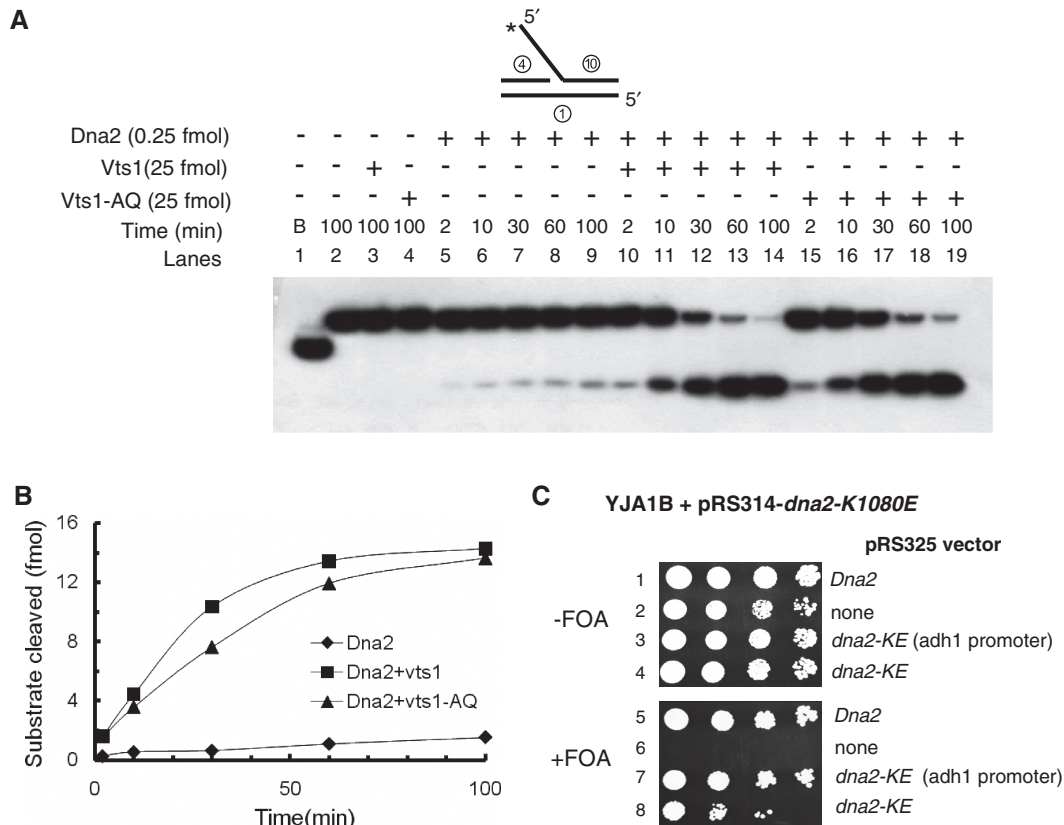 A
* 5′
④ ⑩
5′
①
Dna2 (0.25 fmol) - - - - + + + + + + + + + + + + + + +
Vts1(25 fmol) - - + - - - - - - + + + + + - - - - -
Vts1-AQ (25 fmol) - - - + - - - - - - - - - - + + + + +
Time (min) B 100 100 100 2 10 30 60 100 2 10 30 60 100 2 10 30 60 100
Lanes 1 2 3 4 5 6 7 8 9 10 11 12 13 14 15 16 17 18 19
B
Substrate cleaved (fmol)
16
12
8
4
0
Dna2
Dna2+vts1
Dna2+vts1-AQ
0 50 100
Time(min)
C
YJA1B + pRS314-dna2-K1080E
pRS325 vector
-FOA
1 Dna2
2 none
3 dna2-KE (adh1 promoter)
4 dna2-KE
+FOA
5 Dna2
6 none
7 dna2-KE (adh1 promoter)
8 dna2-KE